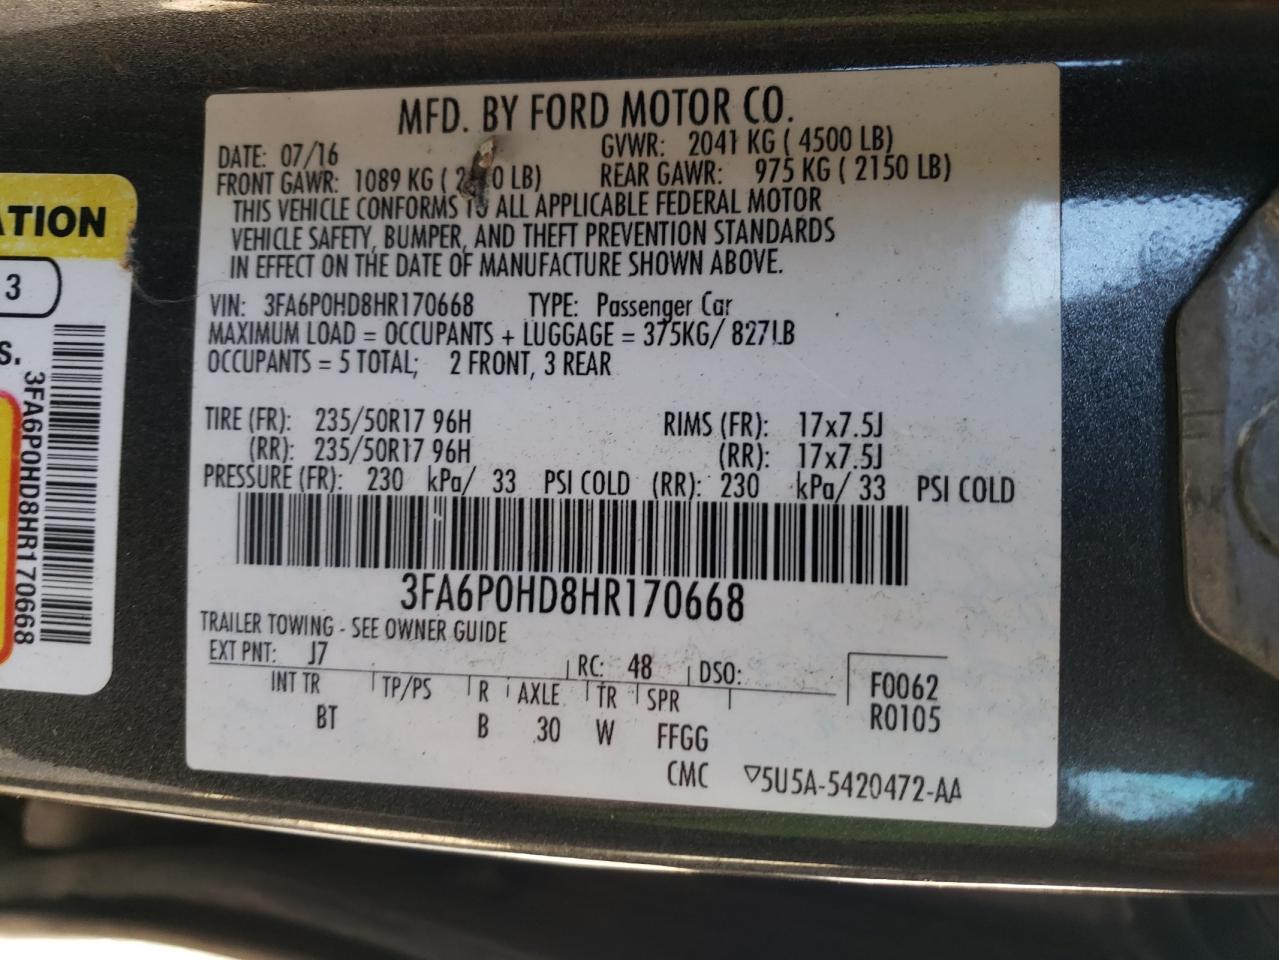 MFD. BY FORD MOTOR CO.
DATE: 07/16 GVWR: 2041 KG ( 4500 LB)
FRONT GAWR: 1089 KG ( LB) REAR GAWR: 975 KG ( 2150 LB)
THIS VEHICLE CONFORMS TO ALL APPLICABLE FEDERAL MOTOR
VEHICLE SAFETY, BUMPER, AND THEFT PREVENTION STANDARDS
IN EFFECT ON THE DATE OF MANUFACTURE SHOWN ABOVE.
VIN: 3FA6P0HD8HR170668 TYPE: Passenger Car
MAXIMUM LOAD = OCCUPANTS + LUGGAGE = 375KG/ 827LB
OCCUPANTS = 5 TOTAL; 2 FRONT, 3 REAR
TIRE (FR): 235/50R17 96H RIMS (FR): 17x7.5J
(RR): 235/50R17 96H (RR): 17x7.5J
PRESSURE (FR): 230 kPa/ 33 PSI COLD (RR): 230 kPa/ 33 PSI COLD
3FA6P0HD8HR170668
TRAILER TOWING - SEE OWNER GUIDE
EXT PNT: J7 RC: 48 DSO:
INT TR TP/PS R AXLE TR SPR
BT B 30 W FFGG
CMC
F0062
R0105
▽5U5A-5420472-AA
ATION
3
S.
3FA6P0HD8HR170668